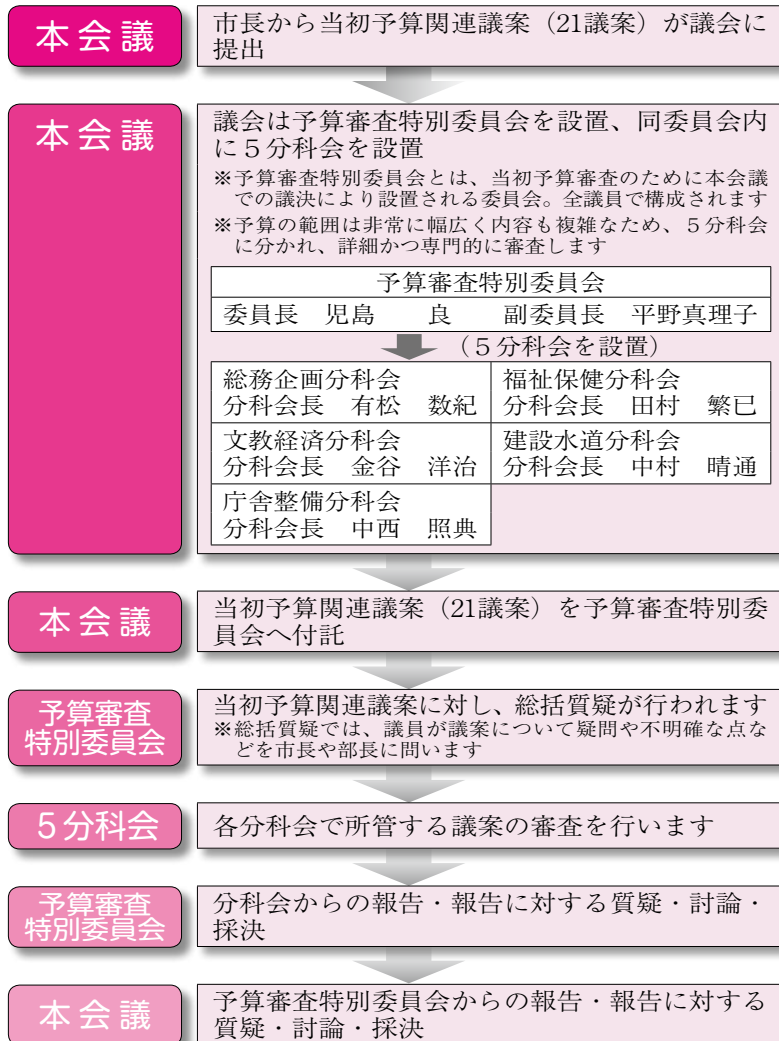 本会議
市長から当初予算関連議案（21議案）が議会に
提出
本会議
議会は予算審査特別委員会を設置、同委員会内
に５分科会を設置
※予算審査特別委員会とは、当初予算審査のために本会議
での議決により設置される委員会。全議員で構成されます
※予算の範囲は非常に幅広く内容も複雑なため、５分科会
に分かれ、詳細かつ専門的に審査します
予算審査特別委員会
委員長　児島　　良　　副委員長　平野真理子
（５分科会を設置）
総務企画分科会
分科会長　有松　数紀
福祉保健分科会
分科会長　田村　繁已
文教経済分科会
分科会長　金谷　洋治
建設水道分科会
分科会長　中村　晴通
庁舎整備分科会
分科会長　中西　照典
本会議
当初予算関連議案（21議案）を予算審査特別委
員会へ付託
予算審査
特別委員会
当初予算関連議案に対し、総括質疑が行われます
※総括質疑では、議員が議案について疑問や不明確な点な
どを市長や部長に問います
５分科会
各分科会で所管する議案の審査を行います
予算審査
特別委員会
分科会からの報告・報告に対する質疑・討論・
採決
本会議
予算審査特別委員会からの報告・報告に対する
質疑・討論・採決